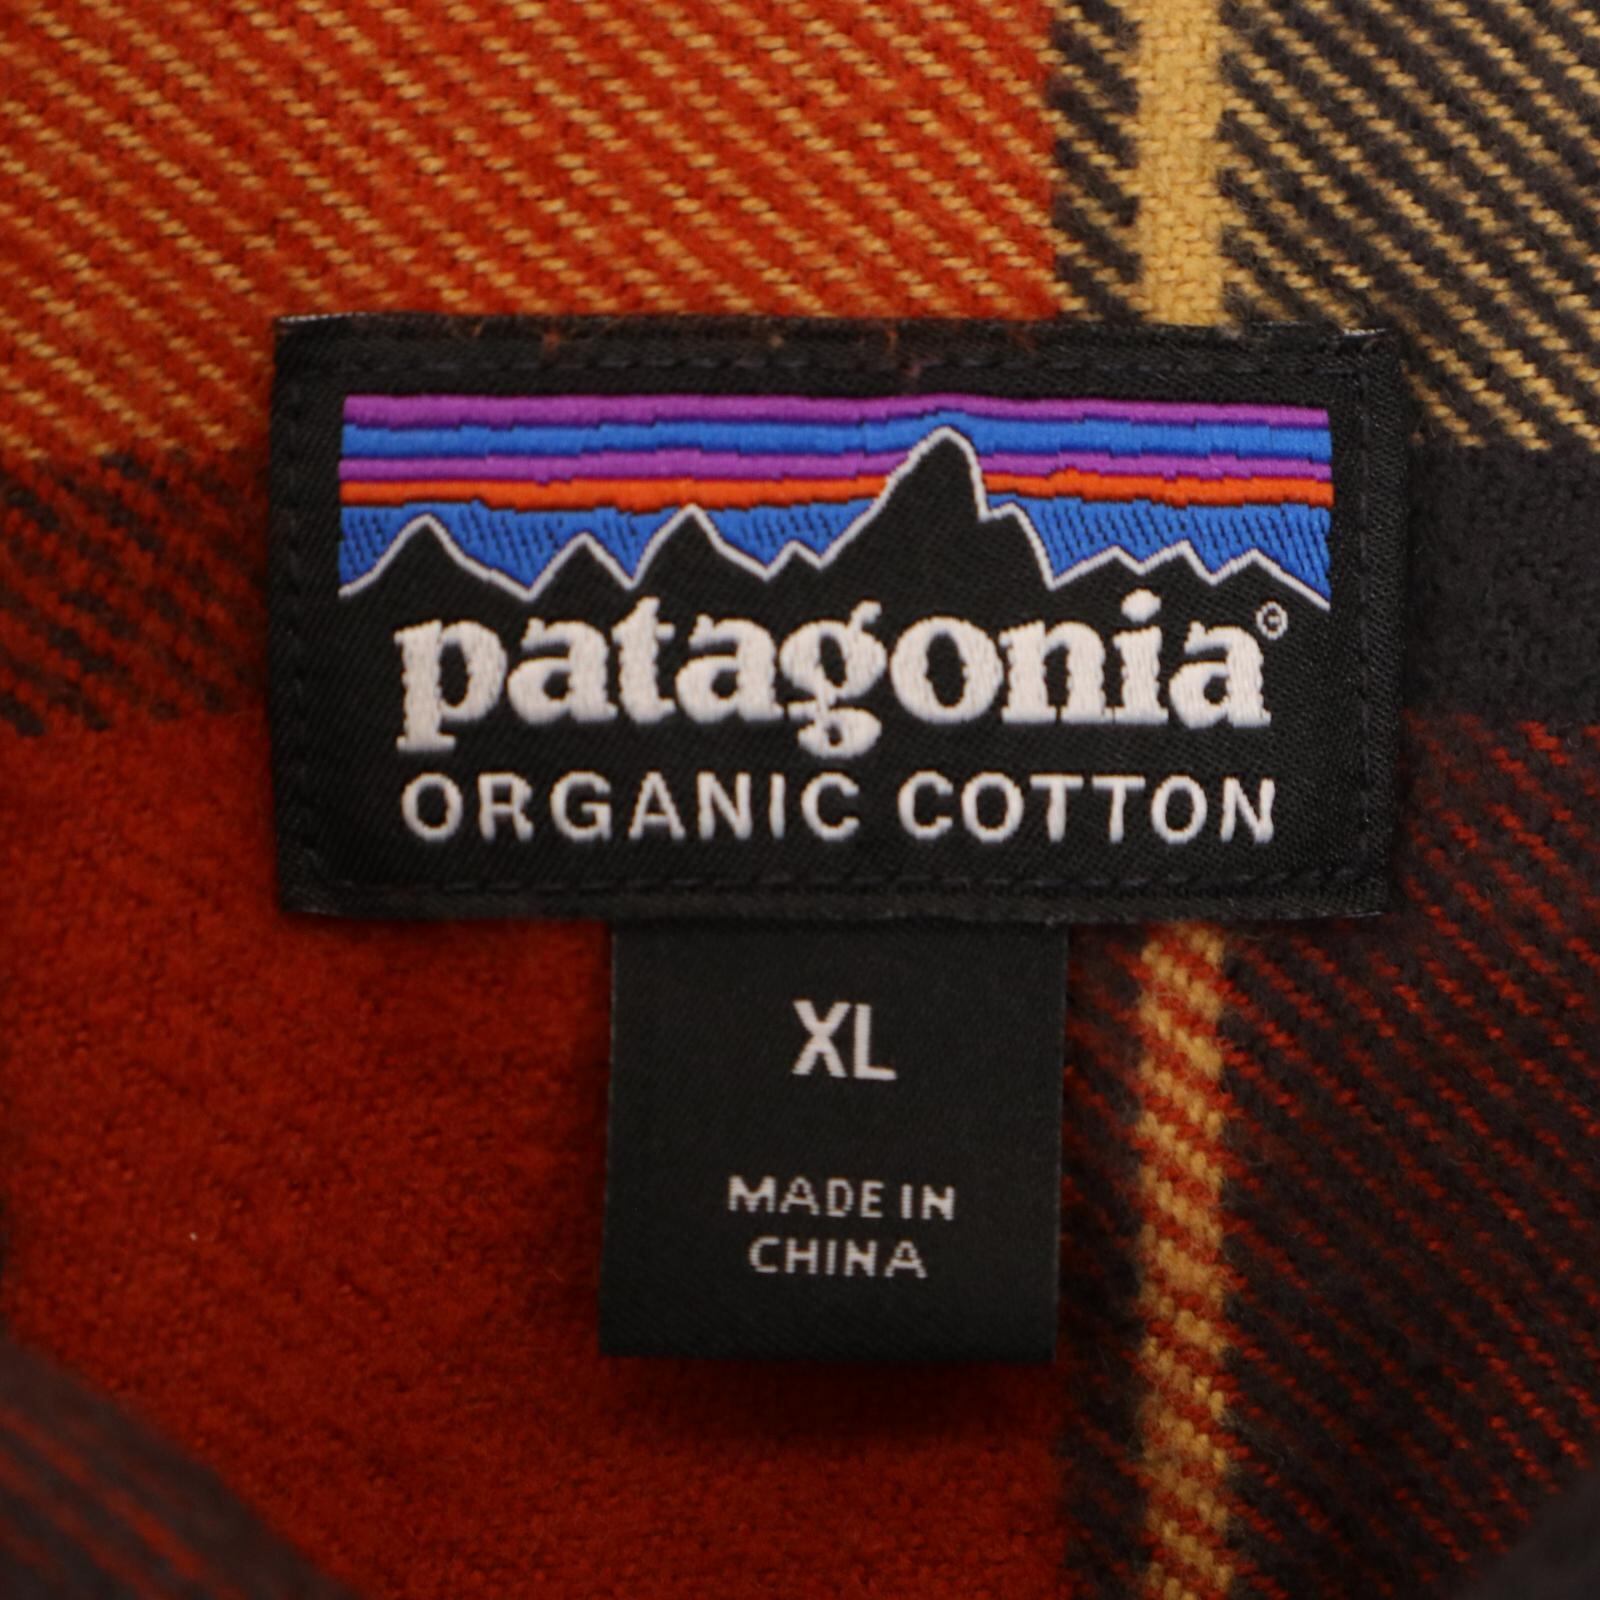 patagonia©
ORGANIC COTTON
XL
MADE IN
CHINA